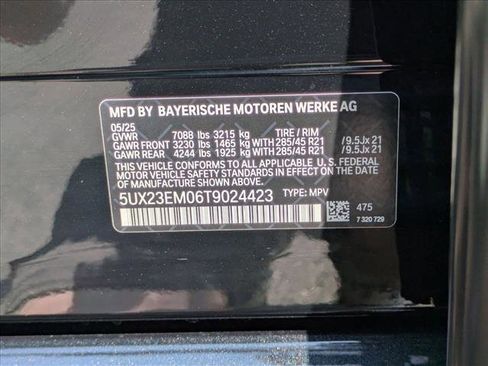 MFD BY BAYERISCHE MOTOREN WERKE AG
05/25
GVWR 7088 lbs 3215 kg TIRE / RIM
GAWR FRONT 3230 lbs 1465 kg WITH 285/45 R21 /9.5Jx 21
GAWR REAR 4244 lbs 1925 kg WITH 285/45 R21 /9.5Jx 21
THIS VEHICLE CONFORMS TO ALL APPLICABLE U. S. FEDERAL
MOTOR VEHICLE SAFETY STANDARDS IN EFFECT ON THE
DATE OF MANUFACTURE SHOWN ABOVE.
5UX23EM06T9024423 TYPE: MPV
475
7 320 729